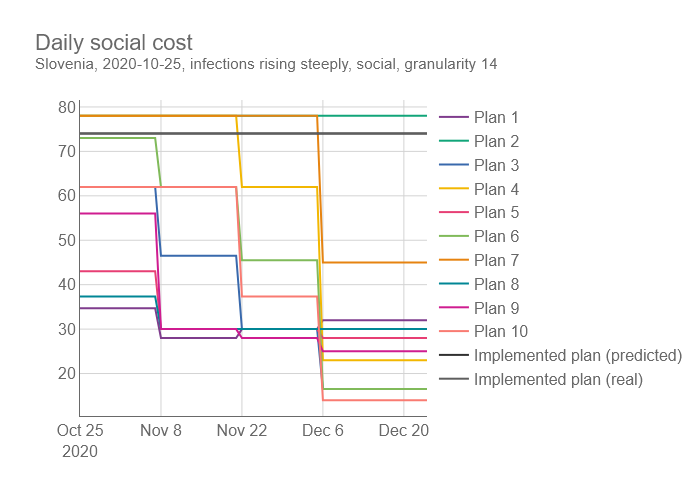 Daily social cost
Slovenia, 2020-10-25, infections rising steeply, social, granularity 14
80
70
60
50
40
30
20
Oct 25
2020
Nov 8
Nov 22
Dec 6
Dec 20
Plan 1
Plan 2
Plan 3
Plan 4
Plan 5
Plan 6
Plan 7
Plan 8
Plan 9
Plan 10
Implemented plan (predicted)
Implemented plan (real)